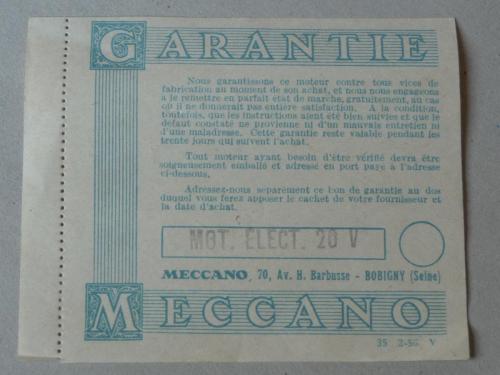 GARANTIE
Nous garantissons ce moteur contre tous vices de
fabrication au moment de son achat, et nous nous engageons
à le remettre en parfait état de marche, gratuitement, au cas
où il ne donnerait pas entière satisfaction. A la condition,
toutefois, que les instructions aient été bien suivies et que le
défaut constaté ne provienne ni d'un mauvais entretien ni
d'une maladresse. Cette garantie reste valable pendant les
trente jours qui suivent l'achat.
Tout moteur ayant besoin d'être vérifié devra être
soigneusement emballé et adressé en port payé à l'adresse
ci-dessous.
Adressez-nous séparément ce bon de garantie au dos
duquel vous ferez apposer le cachet de votre fournisseur et
la date d'achat.
MOT. ELECT. 20 V
MECCANO, 70, Av. H. Barbusse - BOBIGNY (Seine)
MECCANO
35 2-56 V